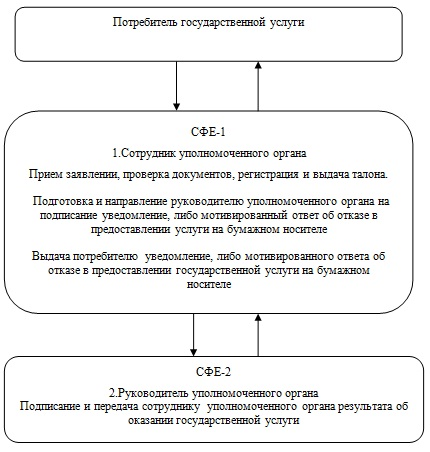 Потребитель государственной услуги
СФЕ-1
1.Сотрудник уполномоченного органа
Прием заявлении, проверка документов, регистрация и выдача талона.
Подготовка и направление руководителю уполномоченного органа на
подписание уведомление, либо мотивированный ответ об отказе в
предоставлении услуги на бумажном носителе
Выдача потребителю уведомление, либо мотивированного ответа об
отказе в предоставлении государственной услуги на бумажном
носителе
СФЕ-2
2.Руководитель уполномоченного органа
Подписание и передача сотруднику уполномоченного органа результата об
оказании государственной услуги